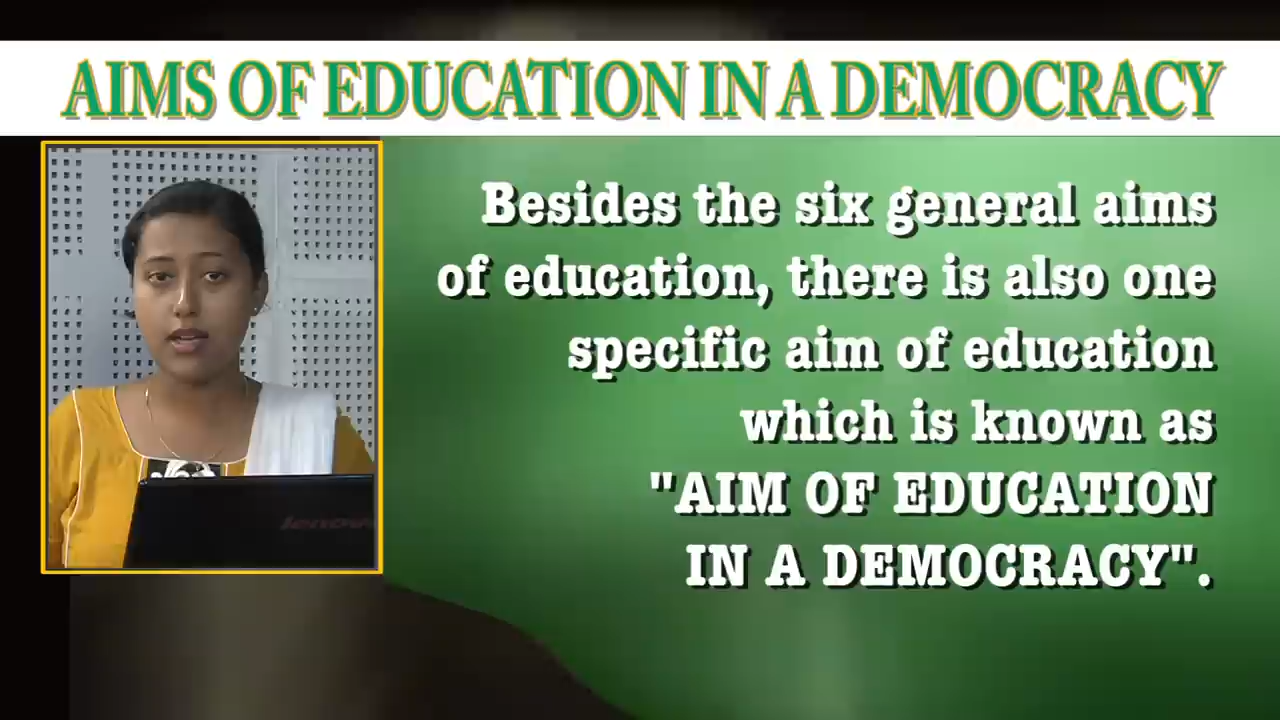 AIMS OF EDUCATION IN A DEMOCRACY
Besides the six general aims
of education, there is also one
specific aim of education
which is known as
"AIM OF EDUCATION
IN A DEMOCRACY".
lenovo